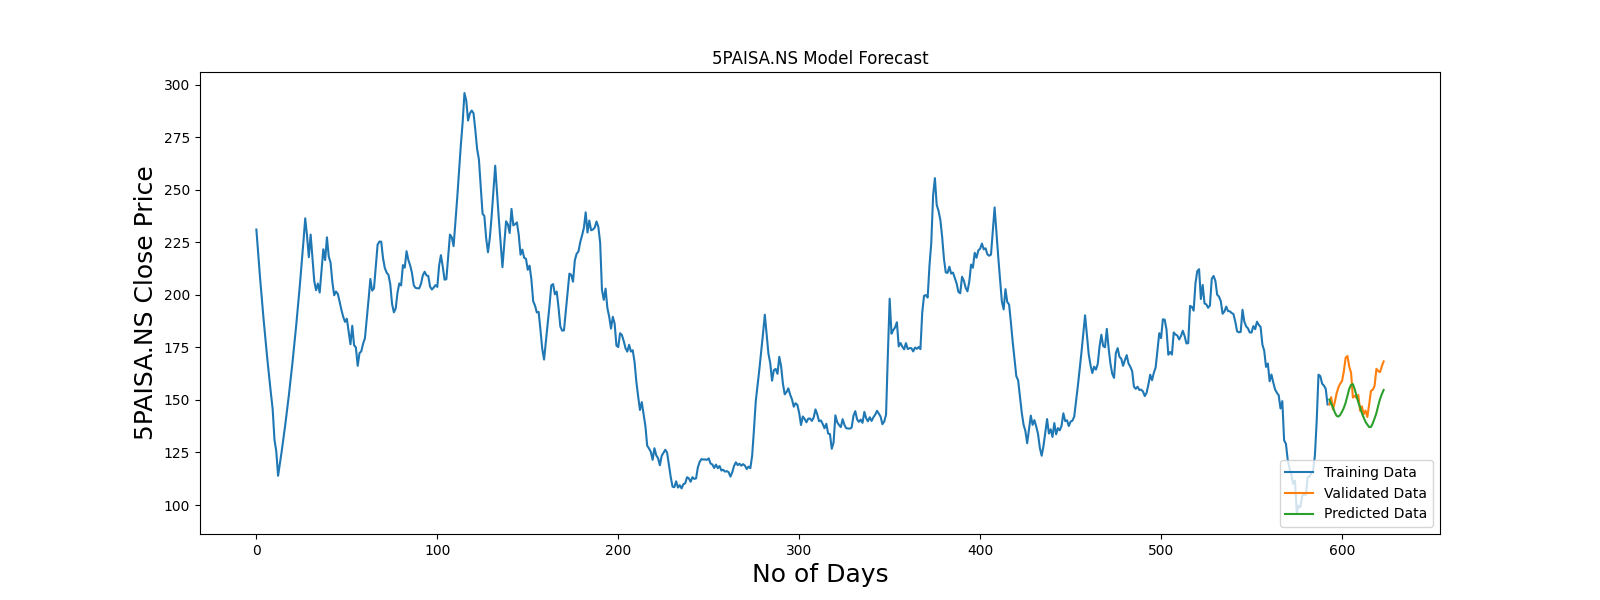 5PAISA.NS Model Forecast
5PAISA.NS Close Price
300
275
250
225
200
175
150
125
100
0 100 200 300 400 500 600
No of Days
Training Data
Validated Data
Predicted Data